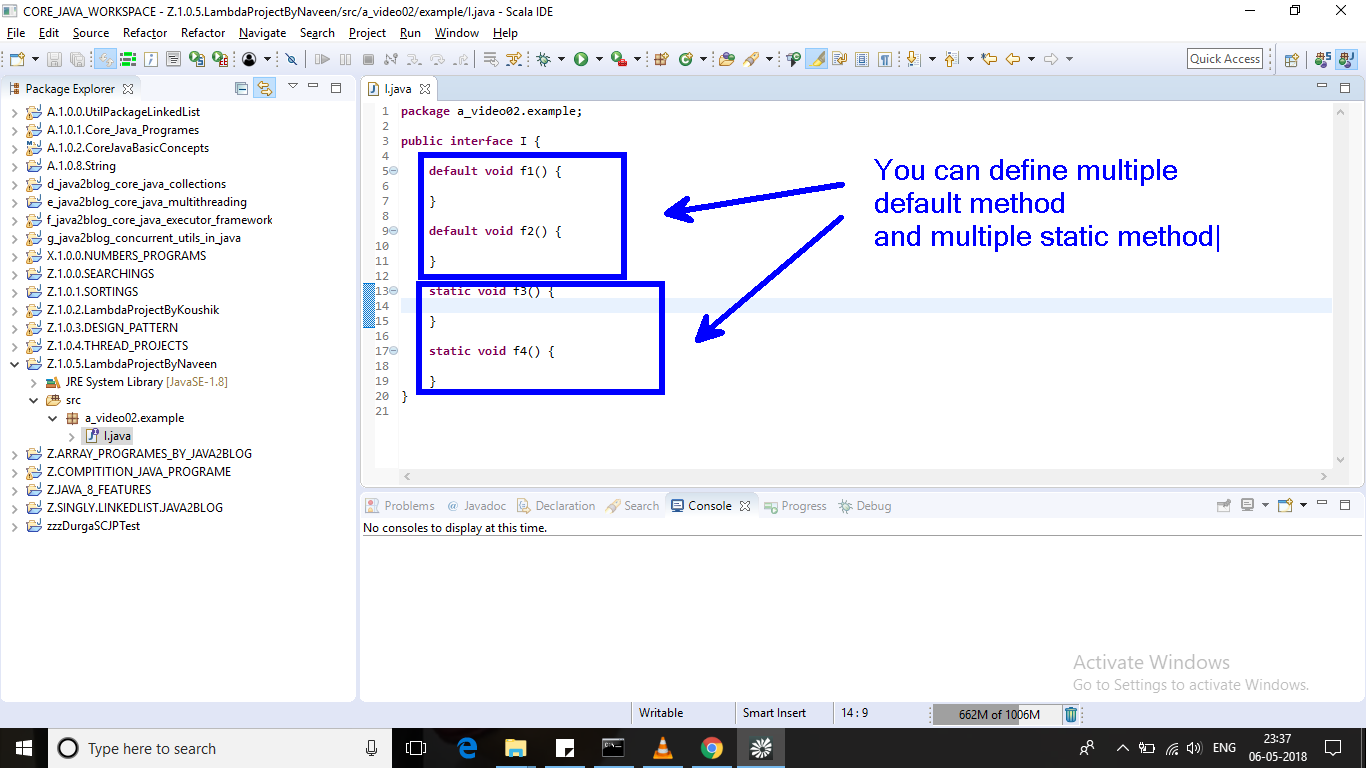 CORE_JAVA_WORKSPACE - Z.1.0.5.LambdaProjectByNaveen/src/a_video02/example/I.java - Scala IDE
File Edit Source Refactor Refactor Navigate Search Project Run Window Help
Quick Access
Package Explorer
A.1.0.0.UtilPackageLinkedList
A.1.0.1.Core_Java_Programes
A.1.0.2.CoreJavaBasicConcepts
A.1.0.8.String
d_java2blog_core_java_collections
e_java2blog_core_java_multithreading
f_java2blog_core_java_executor_framework
g_java2blog_concurrent_utils_in_java
X.1.0.0.NUMBERS_PROGRAMS
Z.1.0.0.SEARCHINGS
Z.1.0.1.SORTINGS
Z.1.0.2.LambdaProjectByKoushik
Z.1.0.3.DESIGN_PATTERN
Z.1.0.4.THREAD_PROJECTS
Z.1.0.5.LambdaProjectByNaveen
JRE System Library [JavaSE-1.8]
src
a_video02.example
I.java
Z.ARRAY_PROGRAMES_BY_JAVA2BLOG
Z.COMPITITION_JAVA_PROGRAME
Z.JAVA_8_FEATURES
Z.SINGLY.LINKEDLIST.JAVA2BLOG
zzzDurgaSCJPTest
I.java
1 package a_video02.example;
2
3 public interface I {
4
5 default void f1() {
6
7 }
8
9 default void f2() {
10
11 }
12
13 static void f3() {
14
15 }
16
17 static void f4() {
18
19 }
20 }
21
You can define multiple
default method
and multiple static method
Problems @ Javadoc Declaration Search Console Progress Debug
No consoles to display at this time.
Activate Windows
Go to Settings to activate Windows.
Writable Smart Insert 14 : 9 662M of 1006M
Type here to search
ENG
23:37
06-05-2018